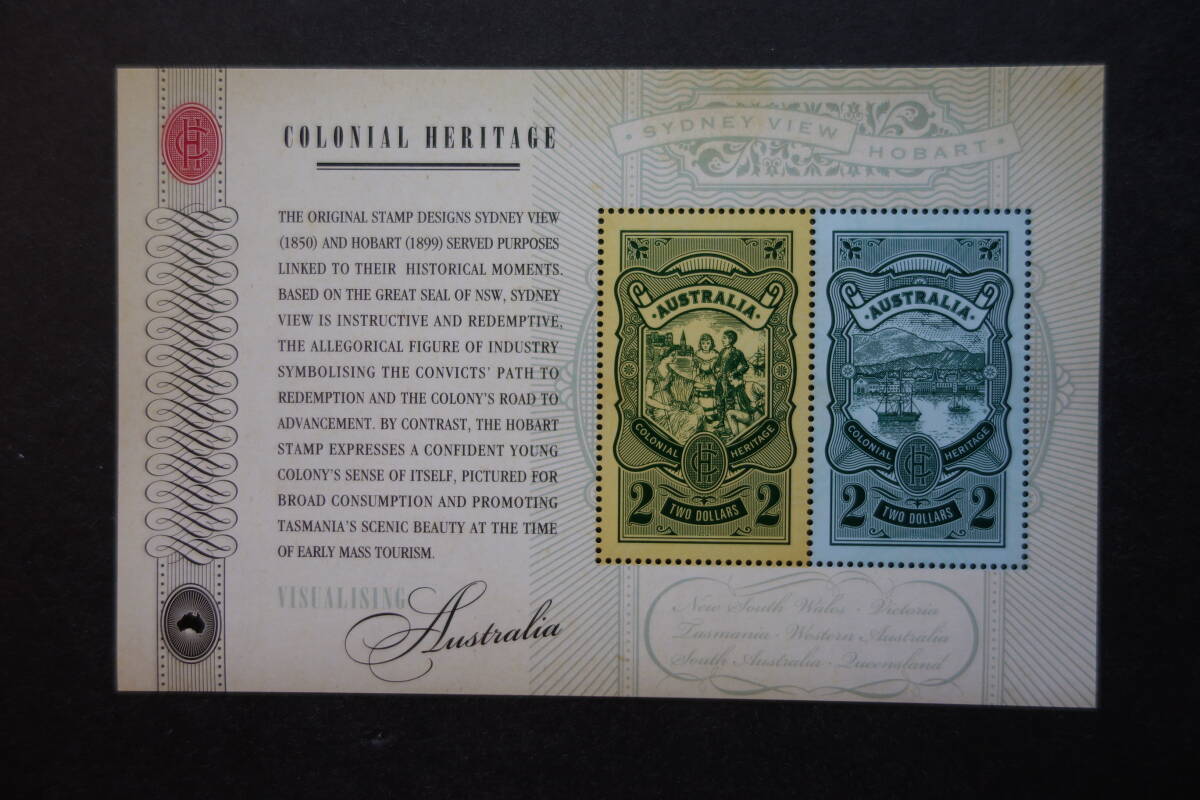 COLONIAL HERITAGE
THE ORIGINAL STAMP DESIGNS SYDNEY VIEW
(1850) AND HOBART (1899) SERVED PURPOSES
LINKED TO THEIR HISTORICAL MOMENTS.
BASED ON THE GREAT SEAL OF NSW, SYDNEY
VIEW IS INSTRUCTIVE AND REDEMPTIVE,
THE ALLEGORICAL FIGURE OF INDUSTRY
SYMBOLISING THE CONVICTS' PATH TO
REDEMPTION AND THE COLONY'S ROAD TO
ADVANCEMENT. BY CONTRAST, THE HOBART
STAMP EXPRESSES A CONFIDENT YOUNG
COLONY'S SENSE OF ITSELF, PICTURED FOR
BROAD CONSUMPTION AND PROMOTING
TASMANIA'S SCENIC BEAUTY AT THE TIME
OF EARLY MASS TOURISM.
VISUALISING
Australia
· SYDNEY VIEW
HOBART ·
· AUSTRALIA ·
COLONIAL HERITAGE
CH
2 TWO DOLLARS 2
· AUSTRALIA ·
COLONIAL HERITAGE
CH
2 TWO DOLLARS 2
New South Wales · Victoria
Tasmania · Western Australia
South Australia · Queensland
CH